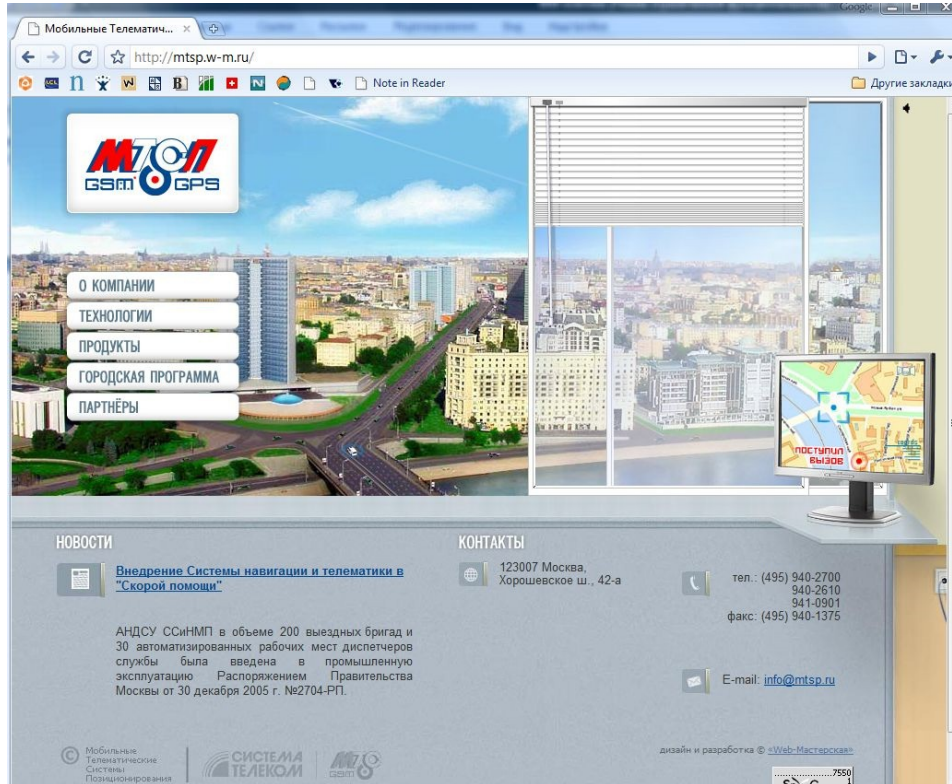 Google
Мобильные Телематич...
http://mtsp.w-m.ru/
Note in Reader
Другие закладки
МТСП
GSM GPS
О КОМПАНИИ
ТЕХНОЛОГИИ
ПРОДУКТЫ
ГОРОДСКАЯ ПРОГРАММА
ПАРТНЁРЫ
ПОСТУПИЛ
ВЫЗОВ
НОВОСТИ
Внедрение Системы навигации и телематики в
"Скорой помощи"
АНДСУ ССиНМП в объеме 200 выездных бригад и
30 автоматизированных рабочих мест диспетчеров
службы была введена в промышленную
эксплуатацию Распоряжением Правительства
Москвы от 30 декабря 2005 г. №2704-РП.
КОНТАКТЫ
123007 Москва,
Хорошевское ш., 42-а
тел.: (495) 940-2700
940-2610
941-0901
факс: (495) 940-1375
E-mail: info@mtsp.ru
© Мобильные
Телематические
Системы
Позиционирования
СИСТЕМА
ТЕЛЕКОМ
дизайн и разработка © «Web-Мастерская»
7550
1